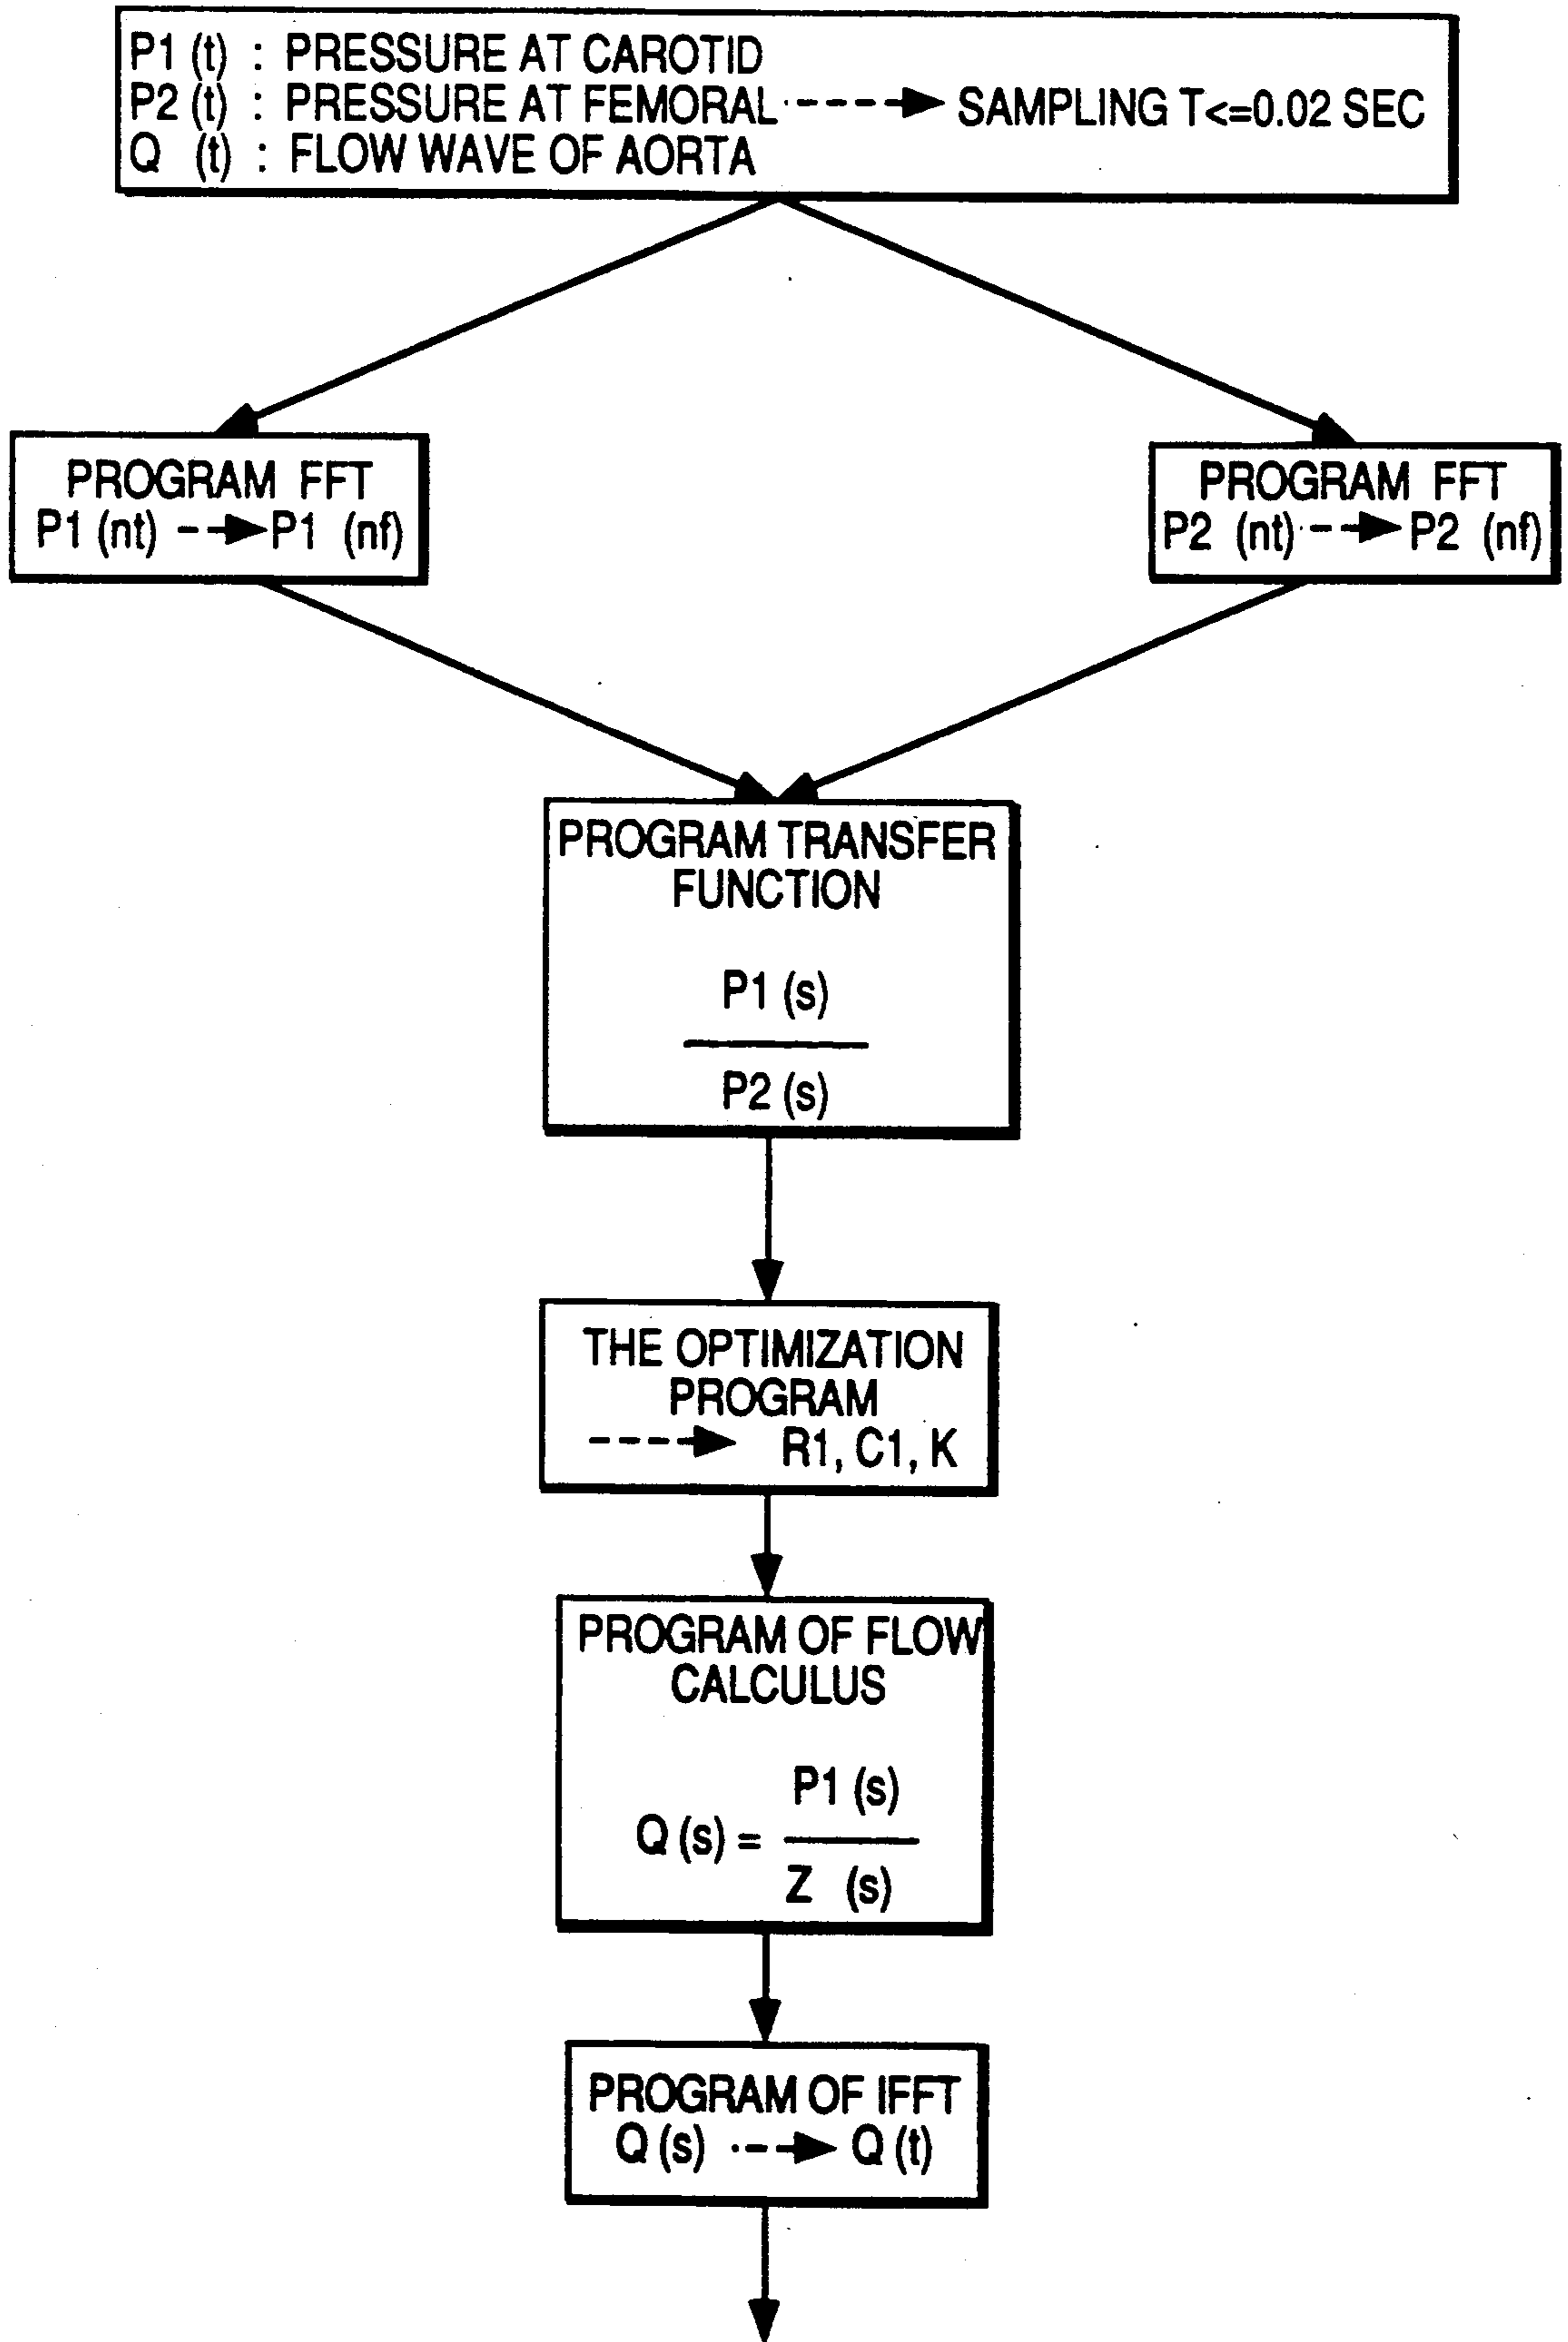 P1 (t) : PRESSURE AT CAROTID
P2 (t) : PRESSURE AT FEMORAL ----> SAMPLING T<=0.02 SEC
Q (t) : FLOW WAVE OF AORTA
PROGRAM FFT
P1 (nt) --> P1 (nf)
PROGRAM FFT
P2 (nt) --> P2 (nf)
PROGRAM TRANSFER
FUNCTION
P1 (s)
P2 (s)
THE OPTIMIZATION
PROGRAM
----> R1, C1, K
PROGRAM OF FLOW
CALCULUS
P1 (s)
Q (s) =
Z (s)
PROGRAM OF IFFT
Q (s) --> Q (t)